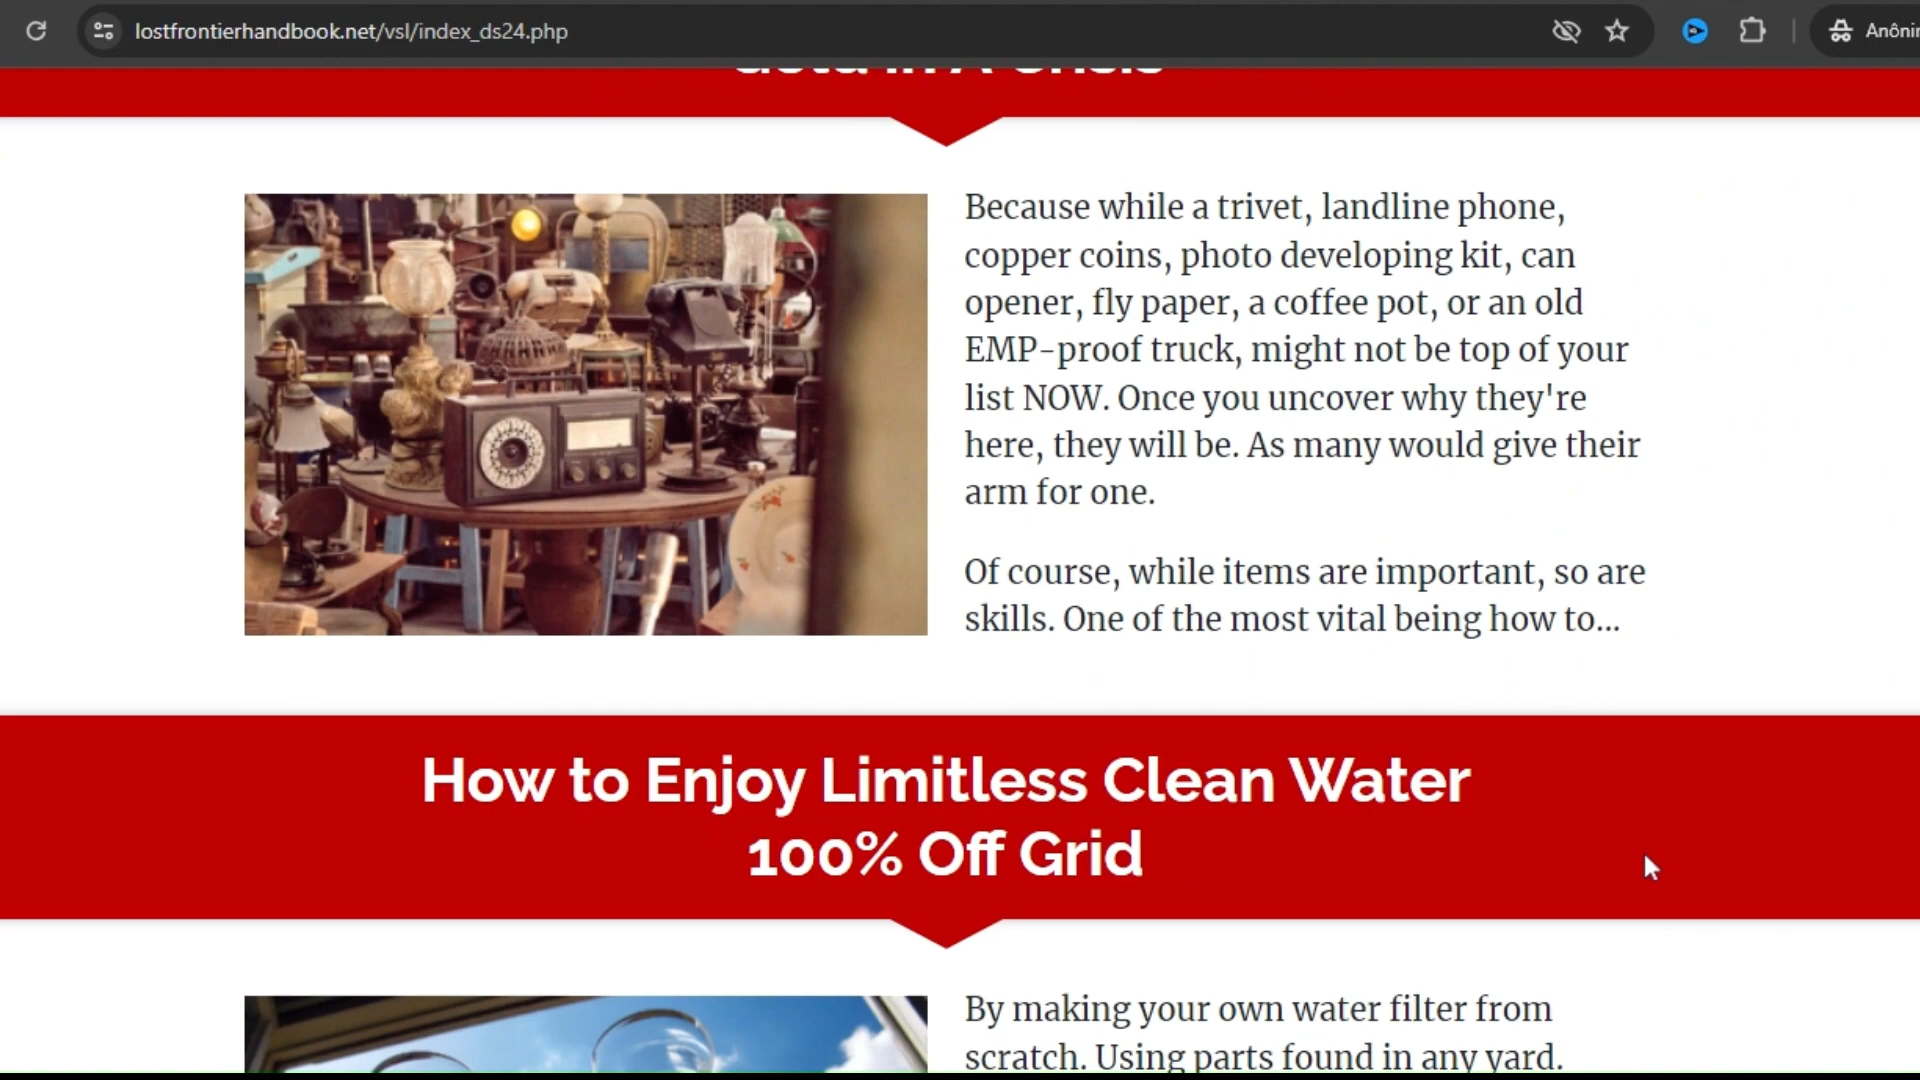 lostfrontierhandbook.net/vsl/index_ds24.php
Anôni
Gold In A Crisis
Because while a trivet, landline phone,
copper coins, photo developing kit, can
opener, fly paper, a coffee pot, or an old
EMP-proof truck, might not be top of your
list NOW. Once you uncover why they're
here, they will be. As many would give their
arm for one.
Of course, while items are important, so are
skills. One of the most vital being how to...
How to Enjoy Limitless Clean Water
100% Off Grid
By making your own water filter from
scratch. Using parts found in any yard.